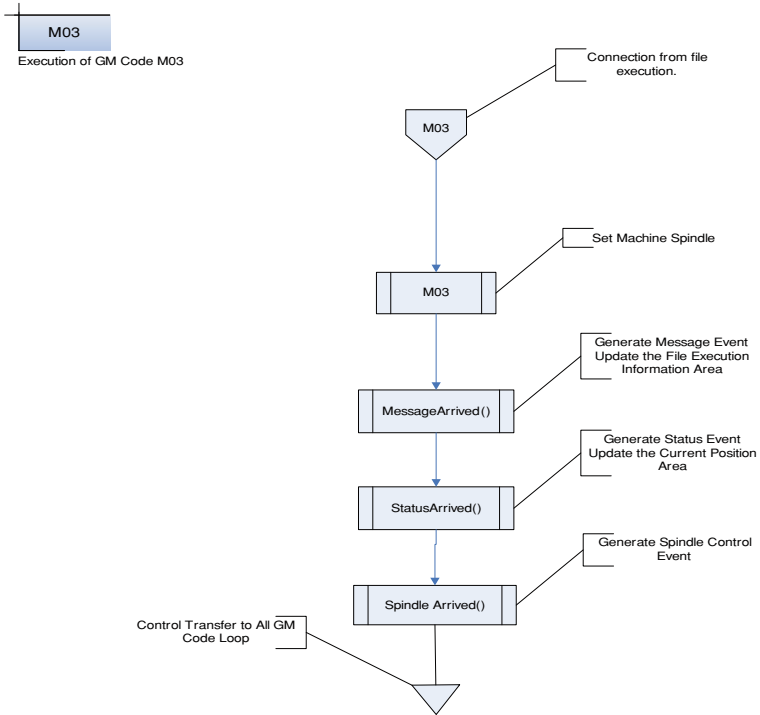 M03
Execution of GM Code M03
Connection from file
execution.
M03
Set Machine Spindle
M03
Generate Message Event
Update the File Execution
Information Area
MessageArrived()
Generate Status Event
Update the Current Position
Area
StatusArrived()
Generate Spindle Control
Event
Spindle Arrived()
Control Transfer to All GM
Code Loop